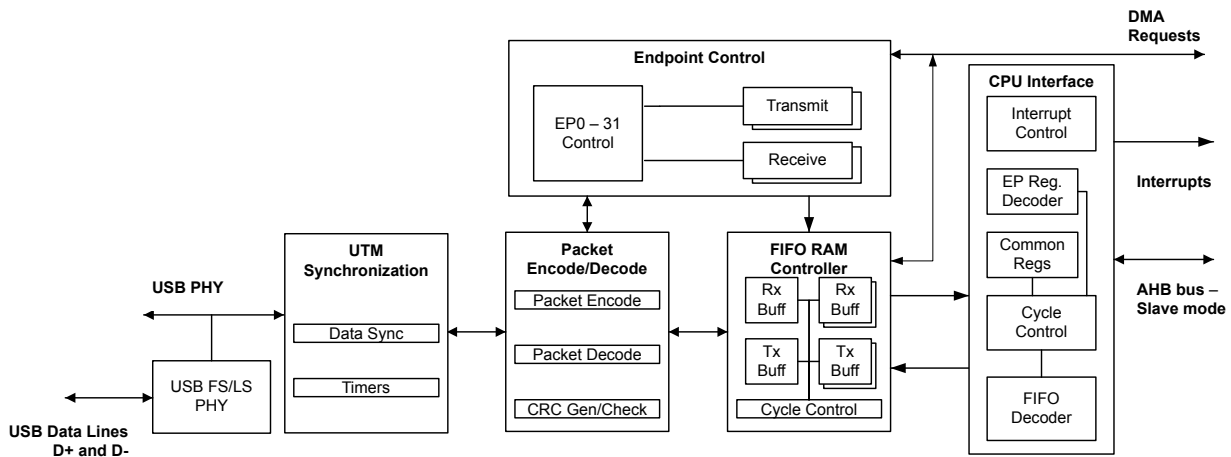 DMA
Requests
Endpoint Control
EP0 – 31
Control
Transmit
Receive
CPU Interface
Interrupt
Control
Interrupts
EP Reg.
Decoder
Common
Regs
AHB bus –
Slave mode
Cycle
Control
FIFO
Decoder
UTM
Synchronization
Data Sync
Timers
Packet
Encode/Decode
Packet Encode
Packet Decode
CRC Gen/Check
FIFO RAM
Controller
Rx
Buff
Rx
Buff
Tx
Buff
Tx
Buff
Cycle Control
USB PHY
USB FS/LS
PHY
USB Data Lines
D+ and D-